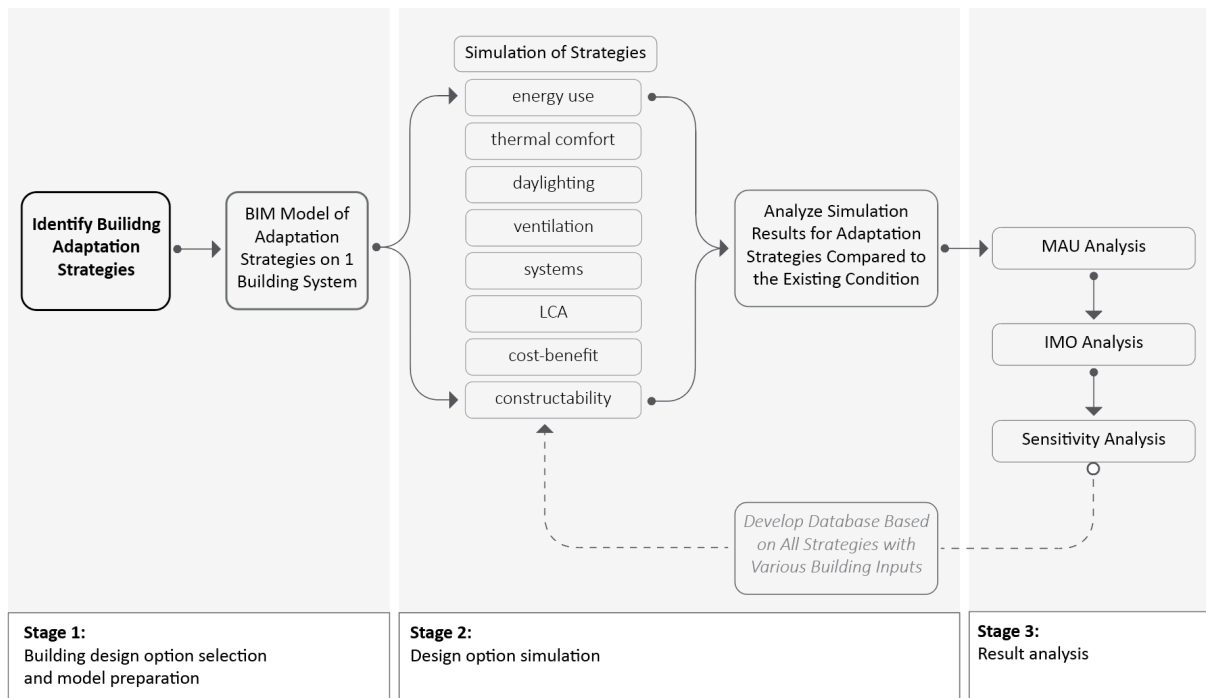 Identify Builidng
Adaptation
Strategies
BIM Model of
Adaptation
Strategies on 1
Building System
Simulation of Strategies
energy use
thermal comfort
daylighting
ventilation
systems
LCA
cost-benefit
constructability
Analyze Simulation
Results for Adaptation
Strategies Compared to
the Existing Condition
MAU Analysis
IMO Analysis
Sensitivity Analysis
Develop Database Based
on All Strategies with
Various Building Inputs
Stage 1:
Building design option selection
and model preparation
Stage 2:
Design option simulation
Stage 3:
Result analysis